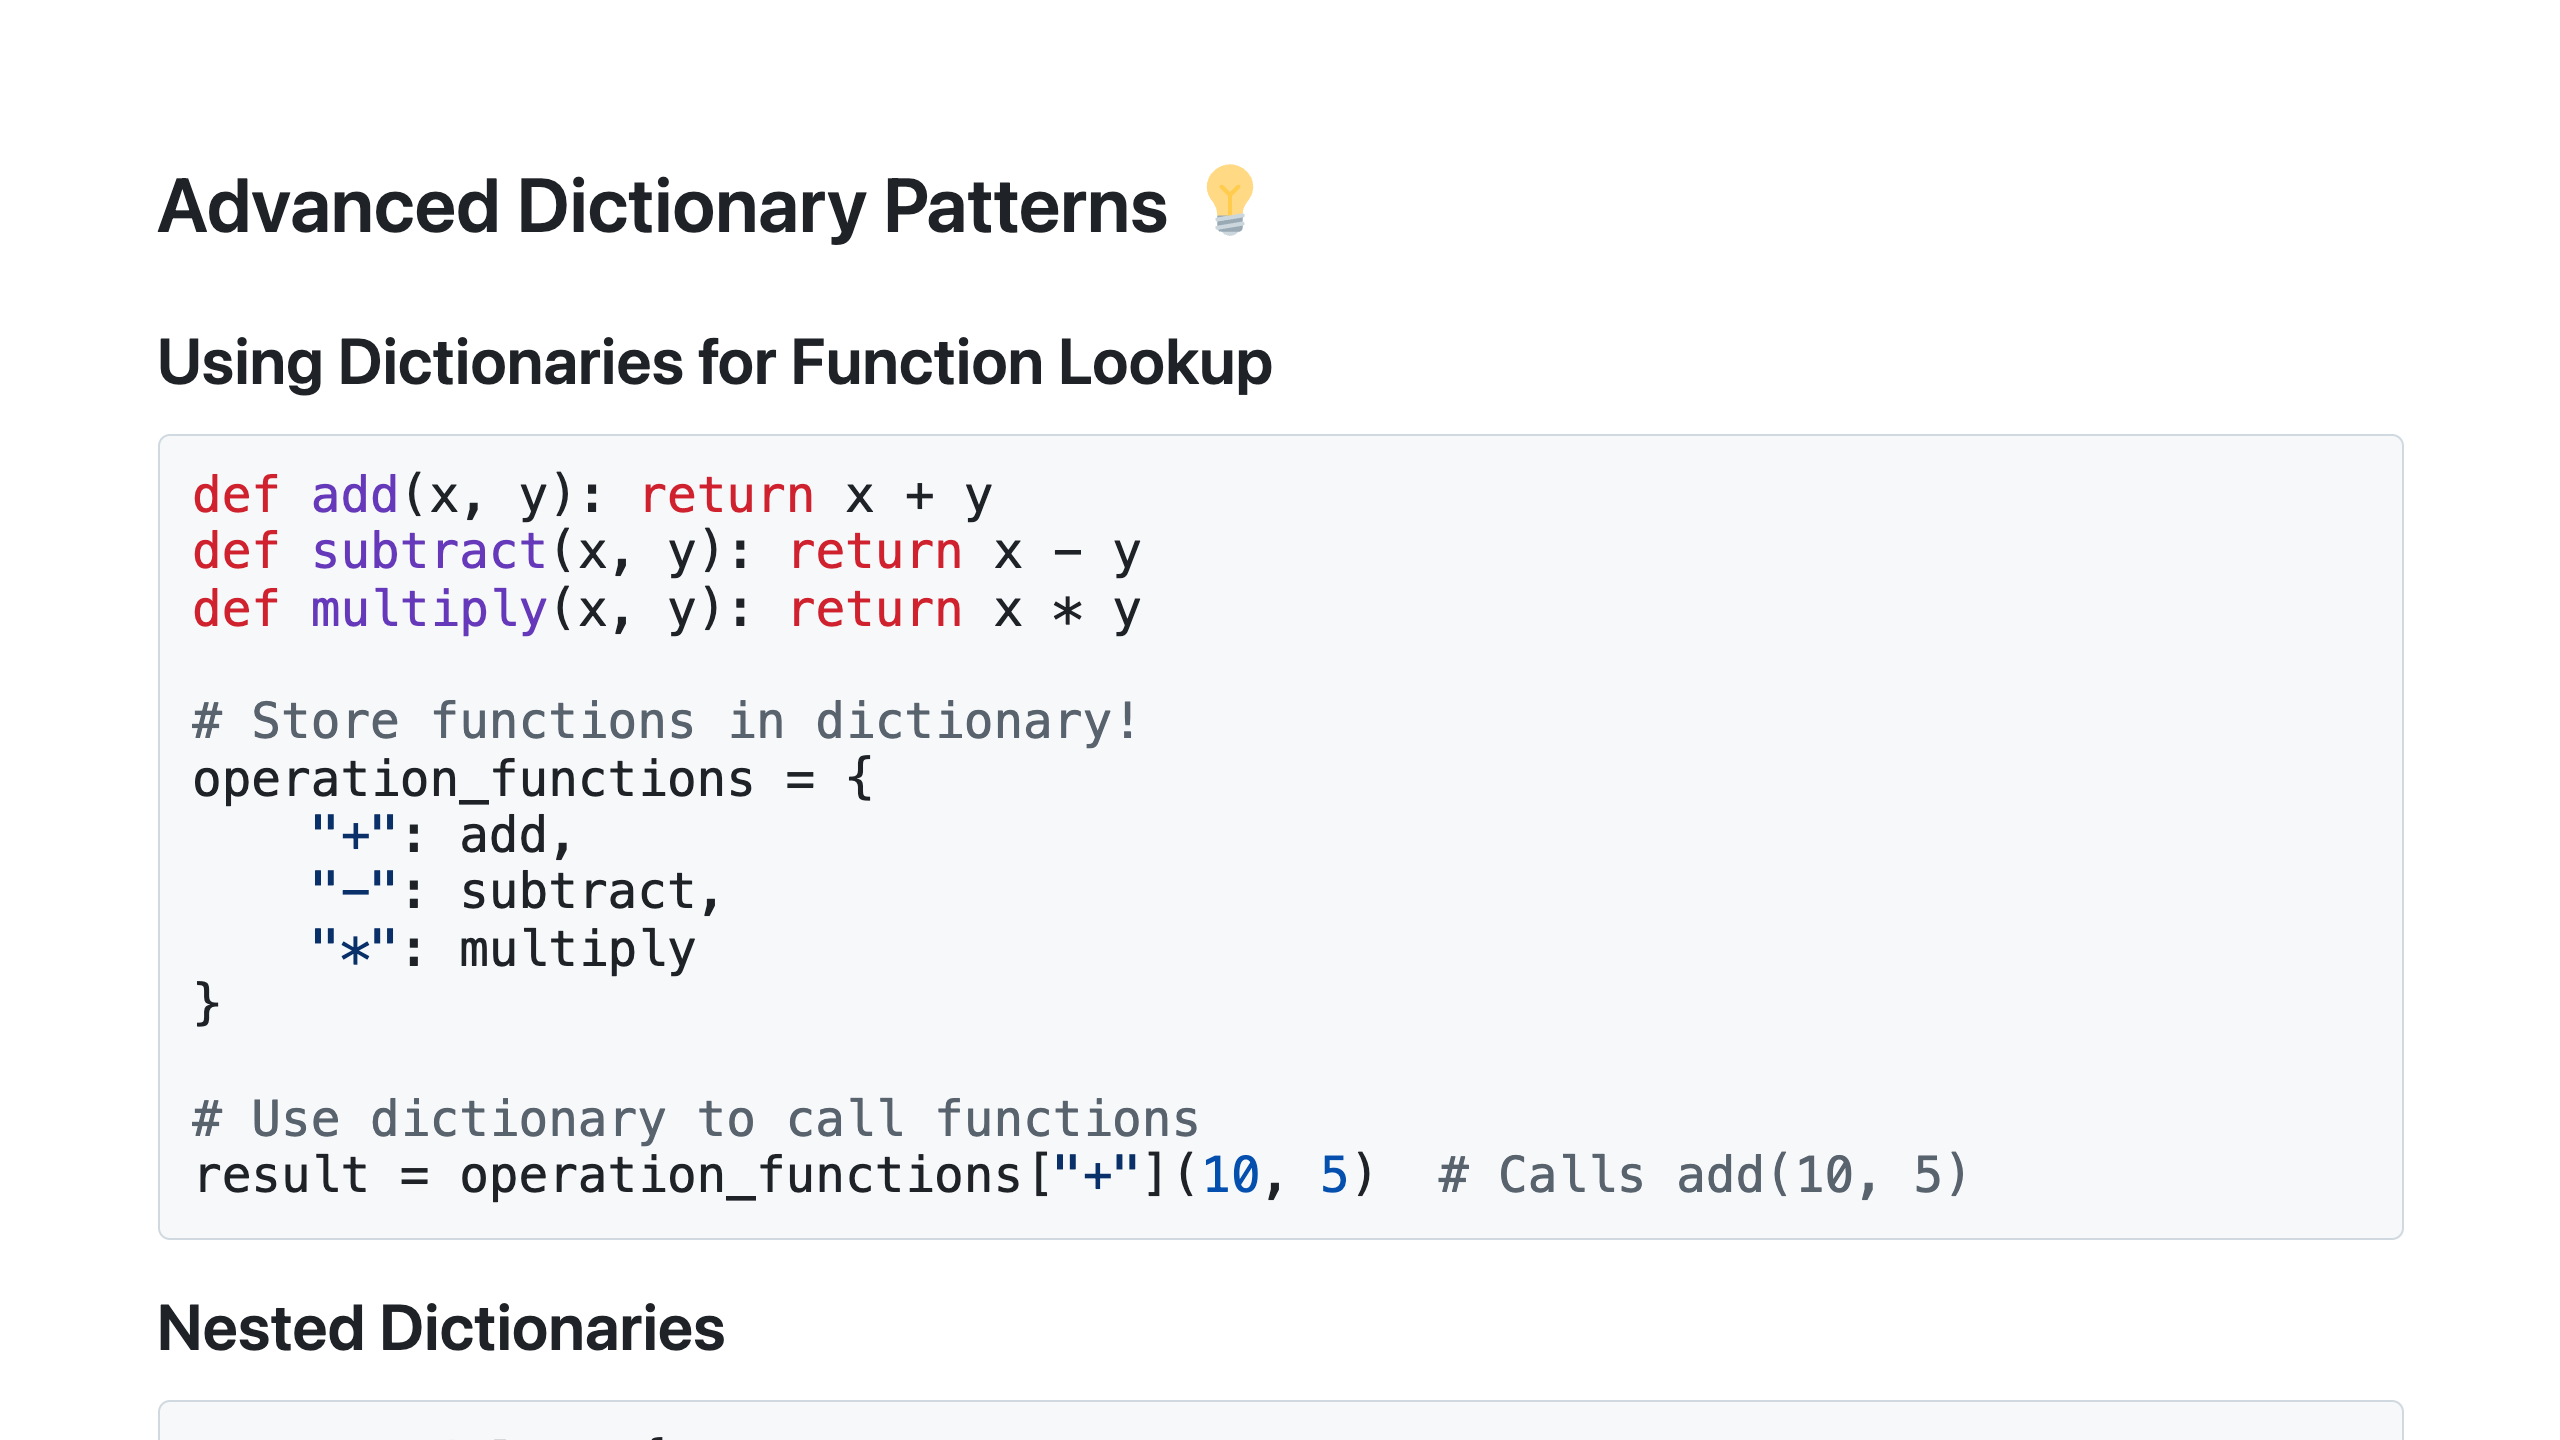 Advanced Dictionary Patterns 💡
Using Dictionaries for Function Lookup
def add(x, y): return x + y
def subtract(x, y): return x - y
def multiply(x, y): return x * y
# Store functions in dictionary!
operation_functions = {
    "+": add,
    "-": subtract,
    "*": multiply
}
# Use dictionary to call functions
result = operation_functions["+"](10, 5)  # Calls add(10, 5)
Nested Dictionaries